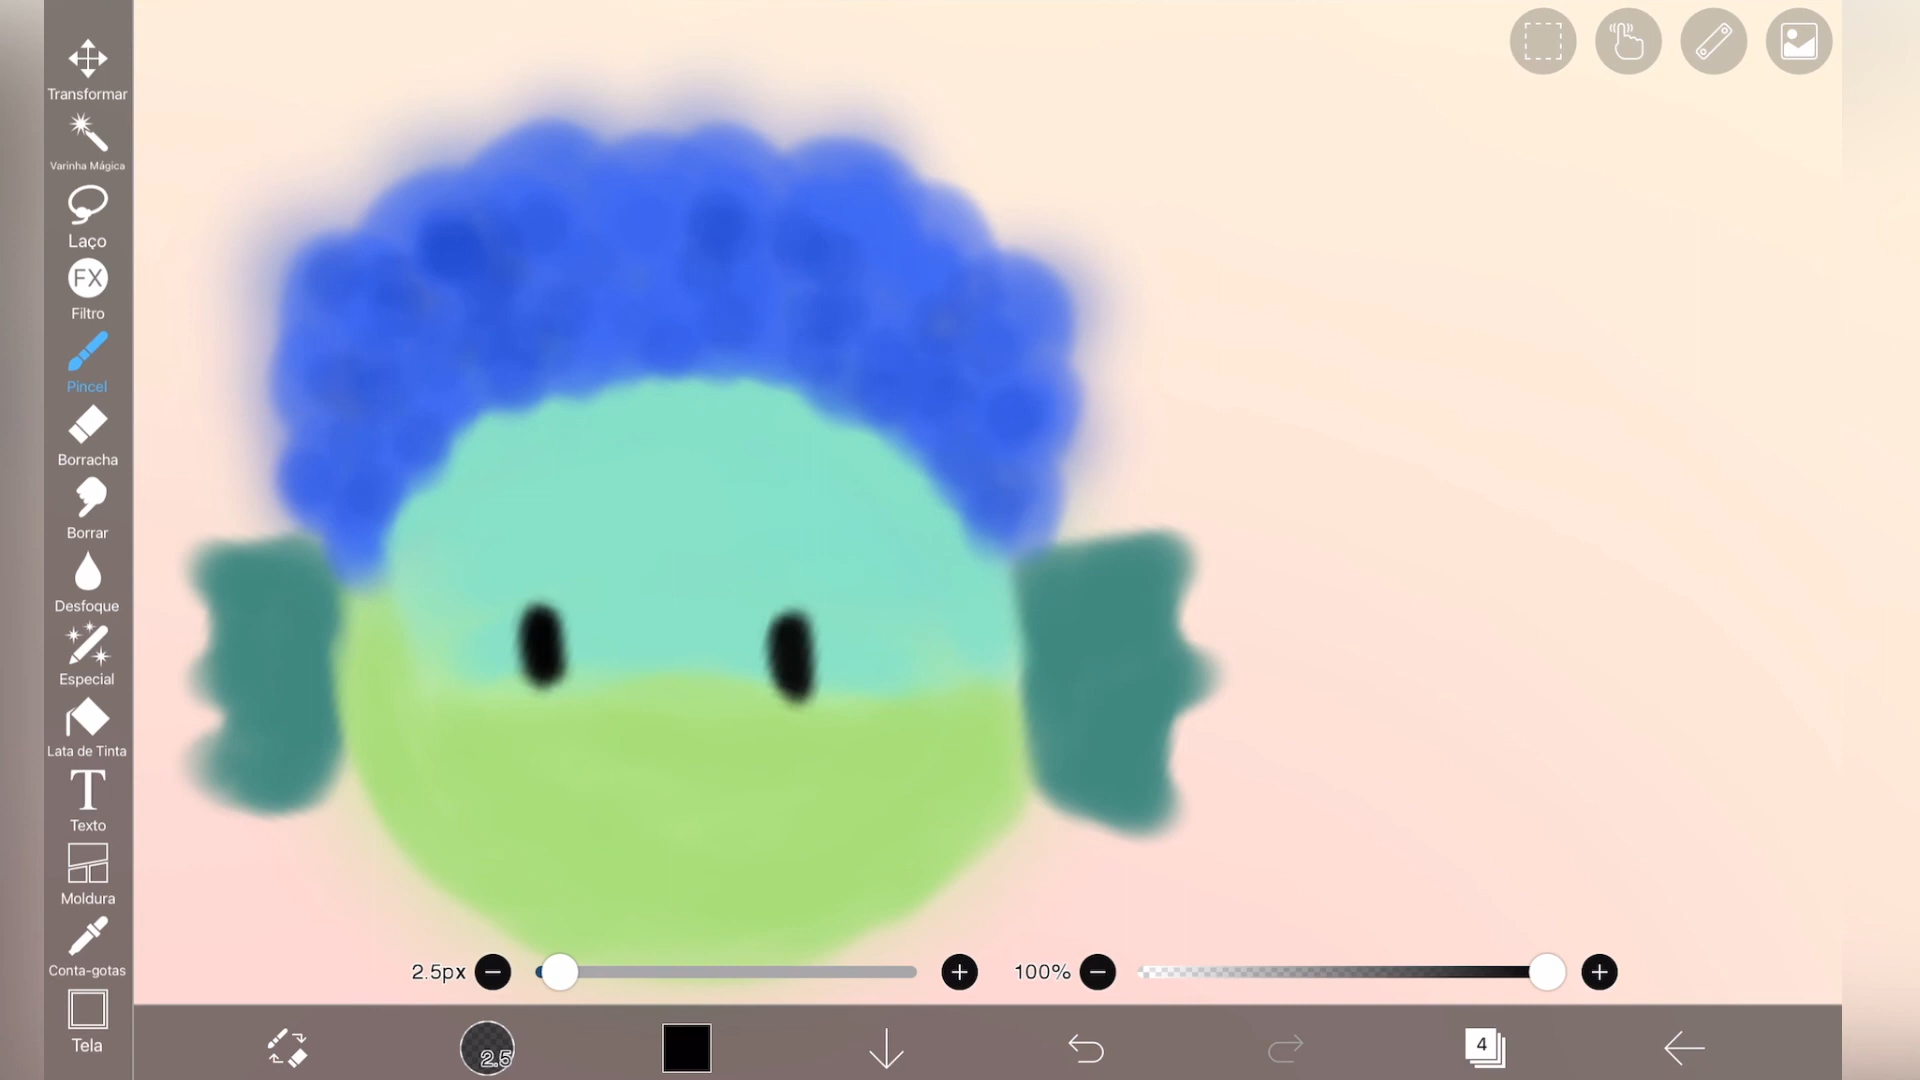 Transformar
Varinha Mágica
Laço
FX
Filtro
Pincel
Borracha
Borrar
Desfoque
Especial
Lata de Tinta
T
Texto
Moldura
Conta-gotas
Tela
2.5px
100%
2.5
4